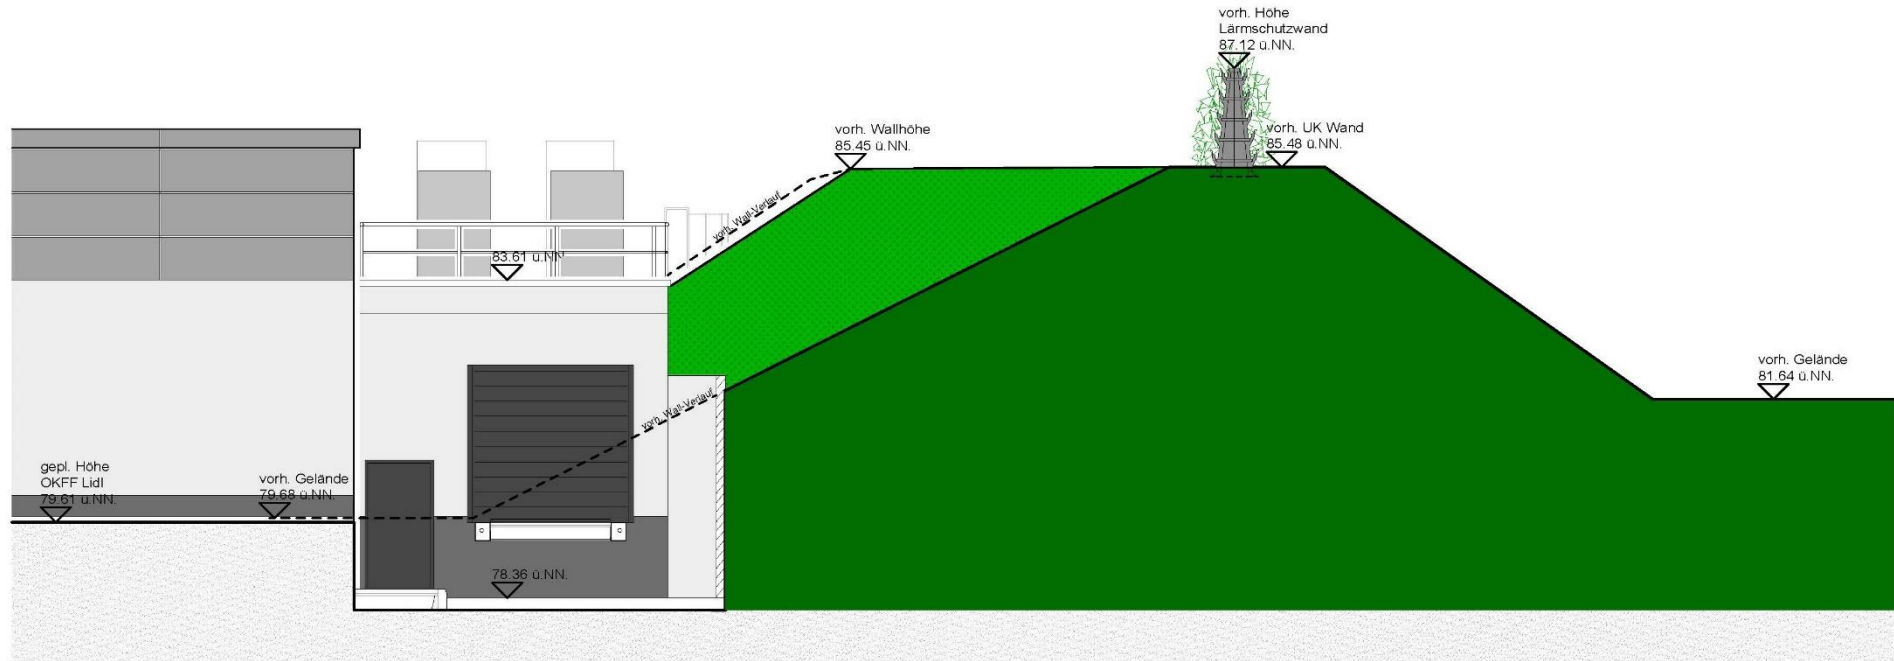 vorh. Höhe
Lärmschutzwand
87.12 ü.NN.
vorh. Wallhöhe
85.45 ü.NN.
vorh. UK Wand
85.48 ü.NN.
vorh. Wall-Verlauf
83.61 ü.NN
vorh. Gelände
81.64 ü.NN.
vorh. Wall-Verlauf
gepl. Höhe
OKFF Lidl
79.61 ü.NN.
vorh. Gelände
79.68 ü.NN.
78.36 ü.NN.